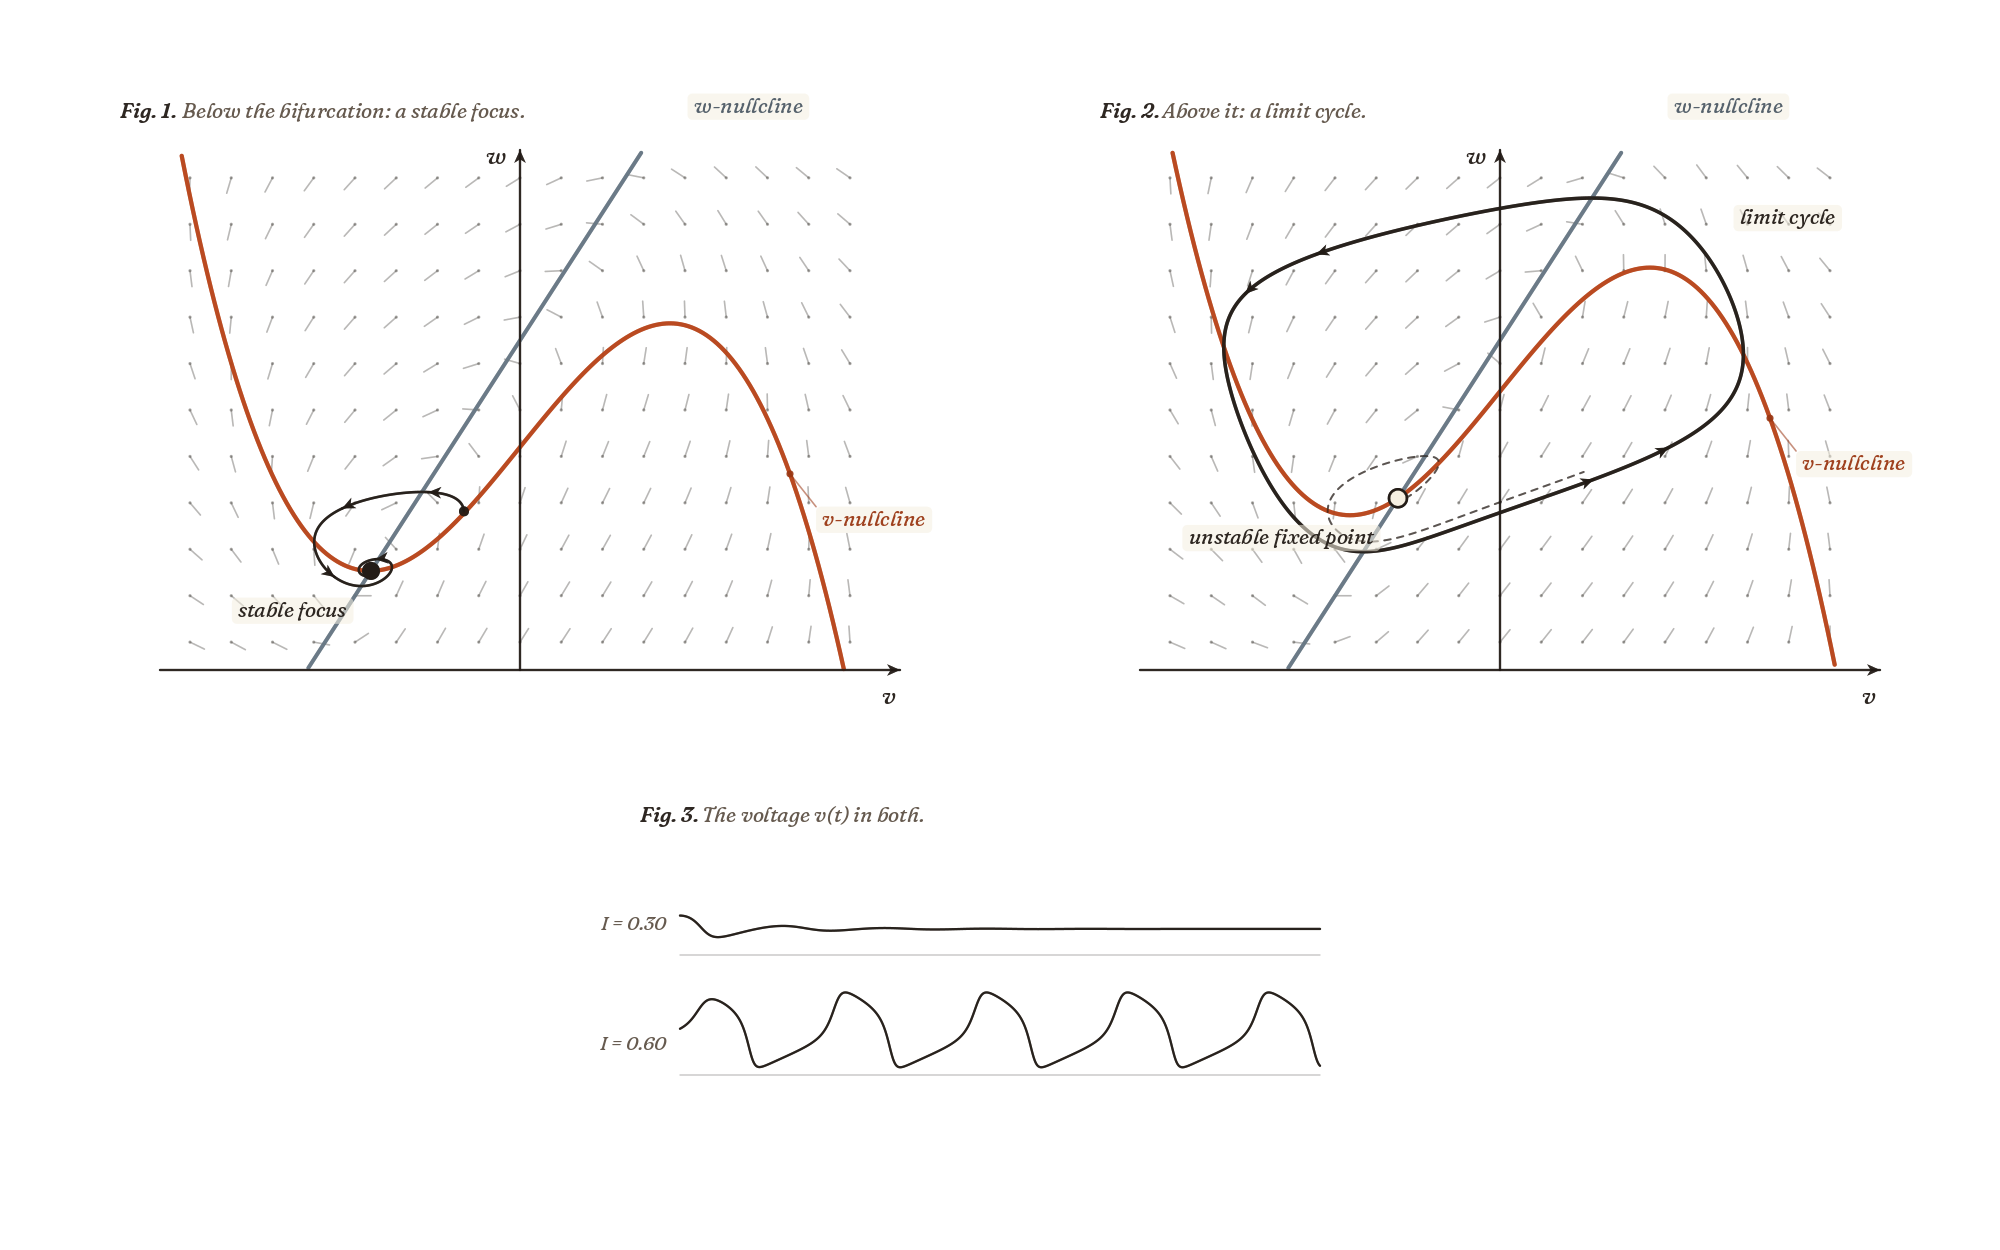 Fig. 1. Below the bifurcation: a stable focus.
w-nullcline
w
v-nullcline
stable focus
v
Fig. 2. Above it: a limit cycle.
w-nullcline
w
limit cycle
v-nullcline
unstable fixed point
v
Fig. 3. The voltage v(t) in both.
I = 0.30
I = 0.60